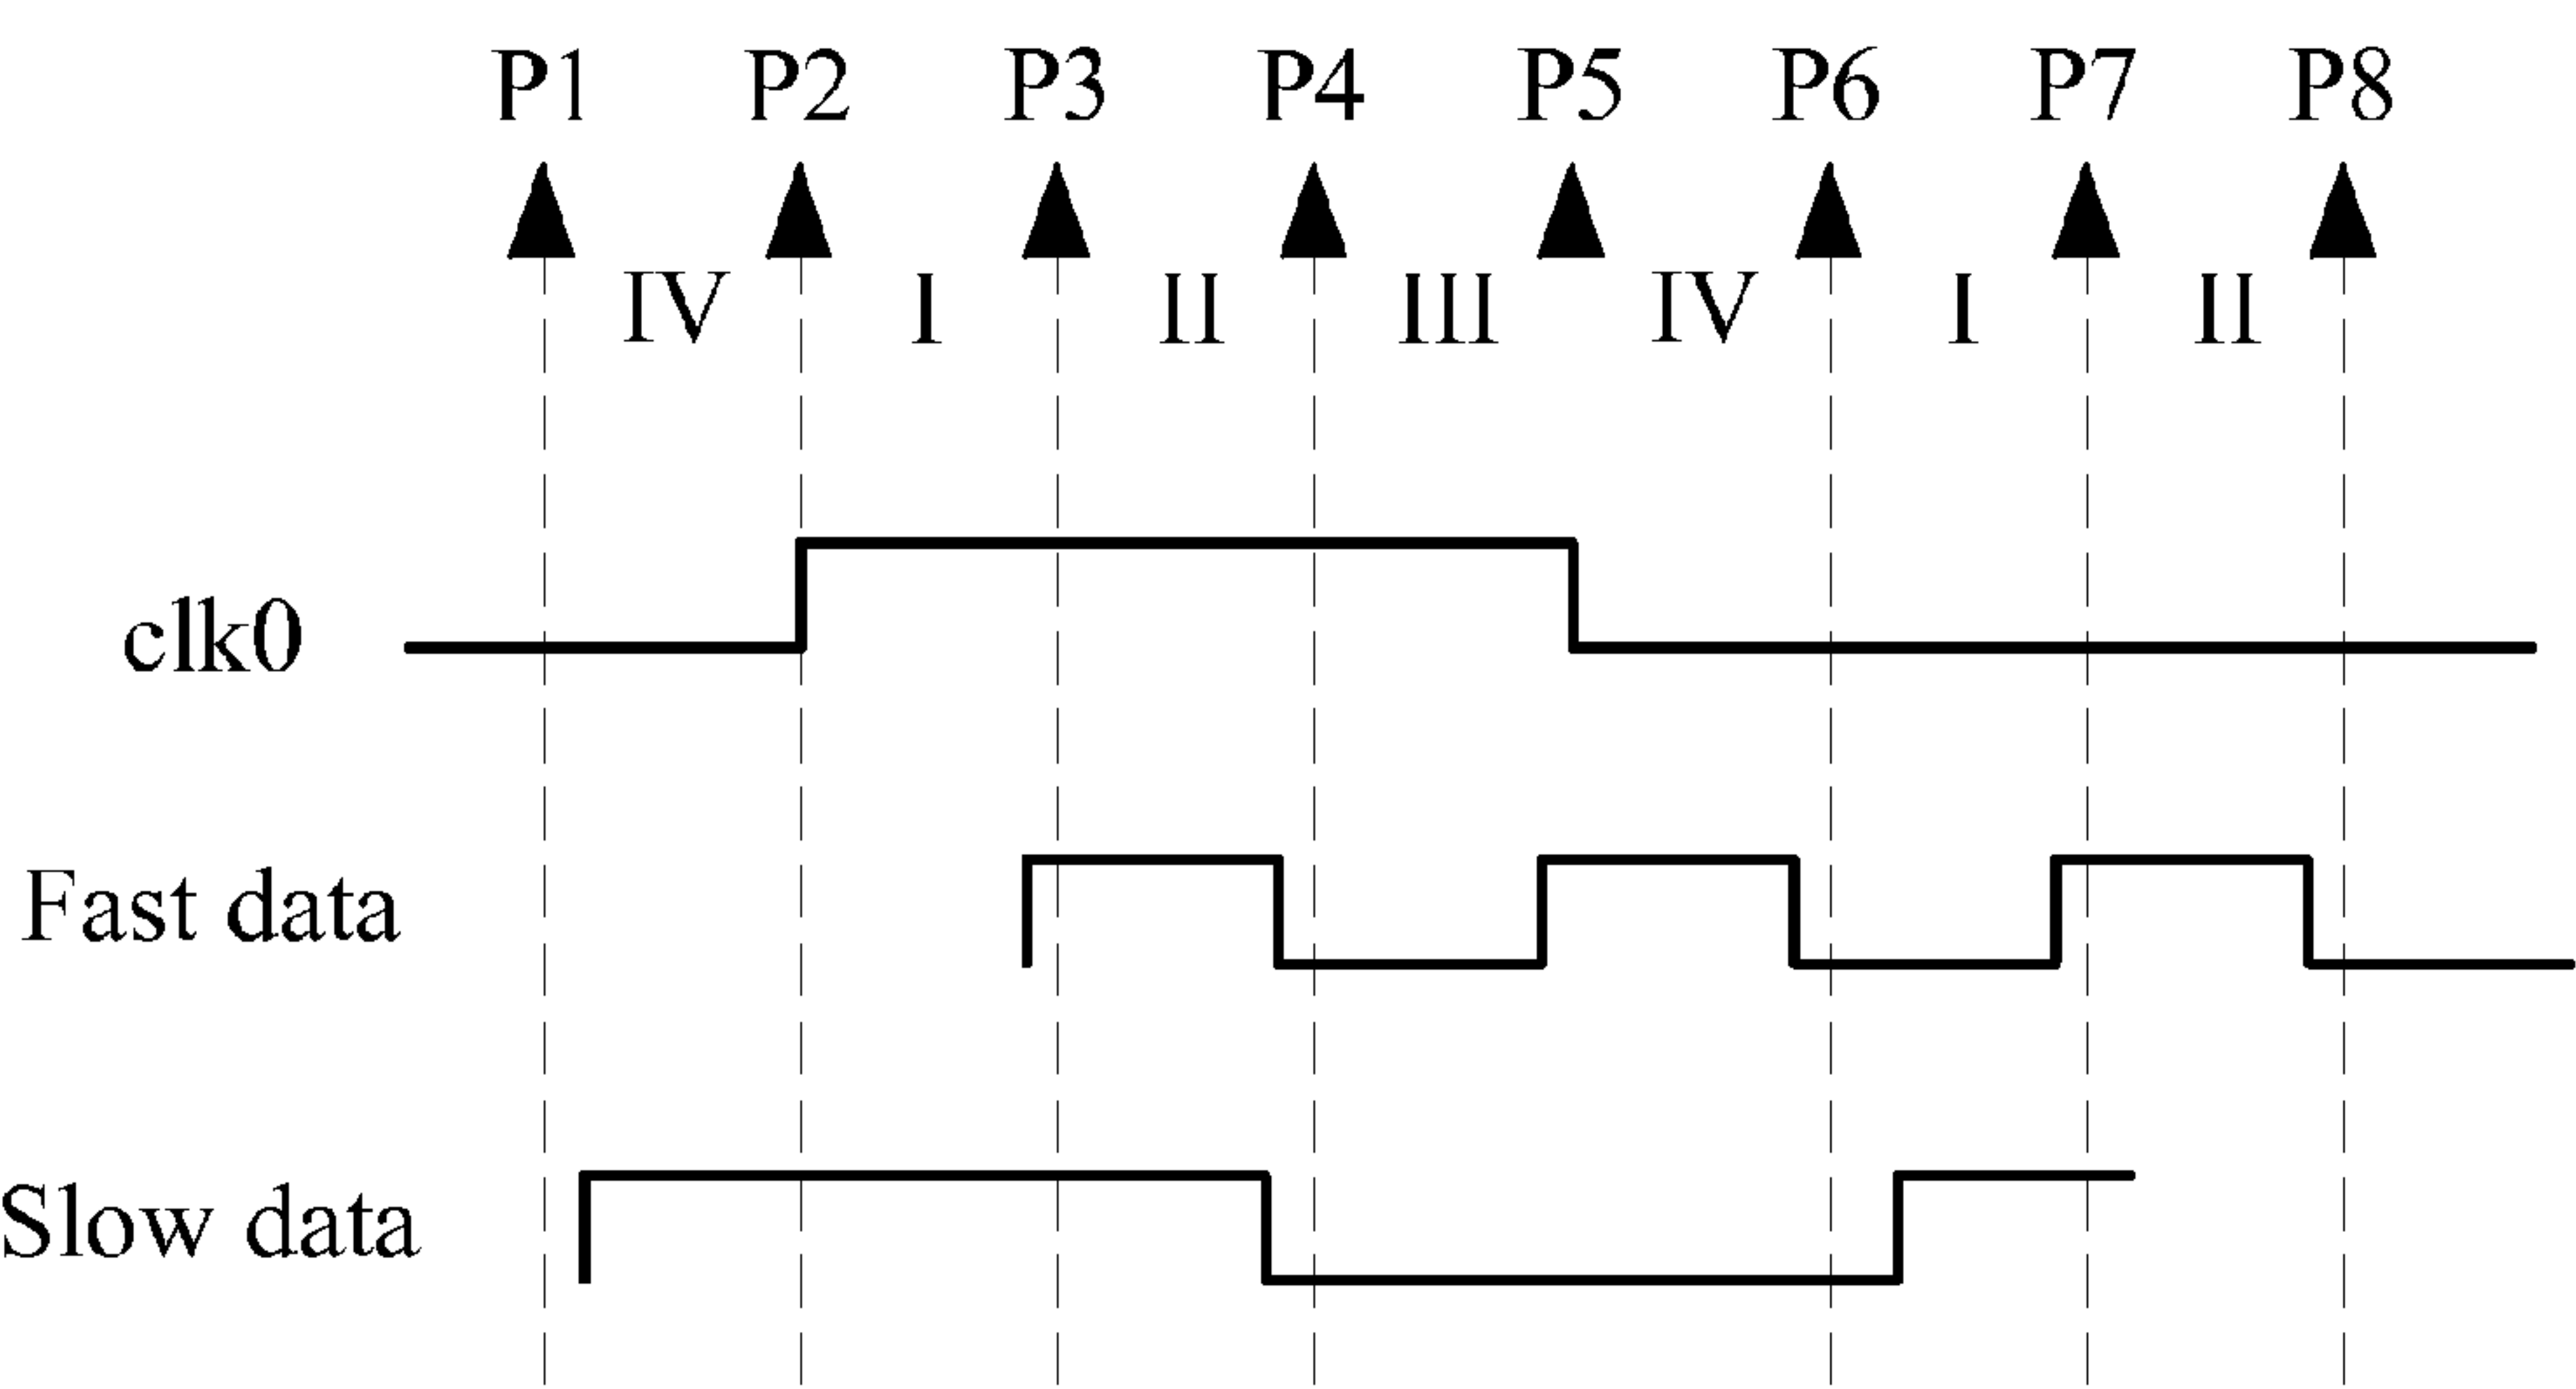 P1 P2 P3 P4 P5 P6 P7 P8
IV I II III IV I II
clk0
Fast data
Slow data